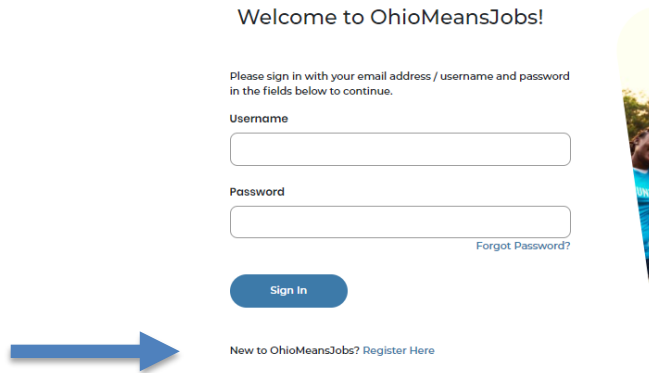 Welcome to OhioMeansJobs!
Please sign in with your email address / username and password
in the fields below to continue.
Username
Password
Forgot Password?
Sign In
New to OhioMeansJobs? Register Here